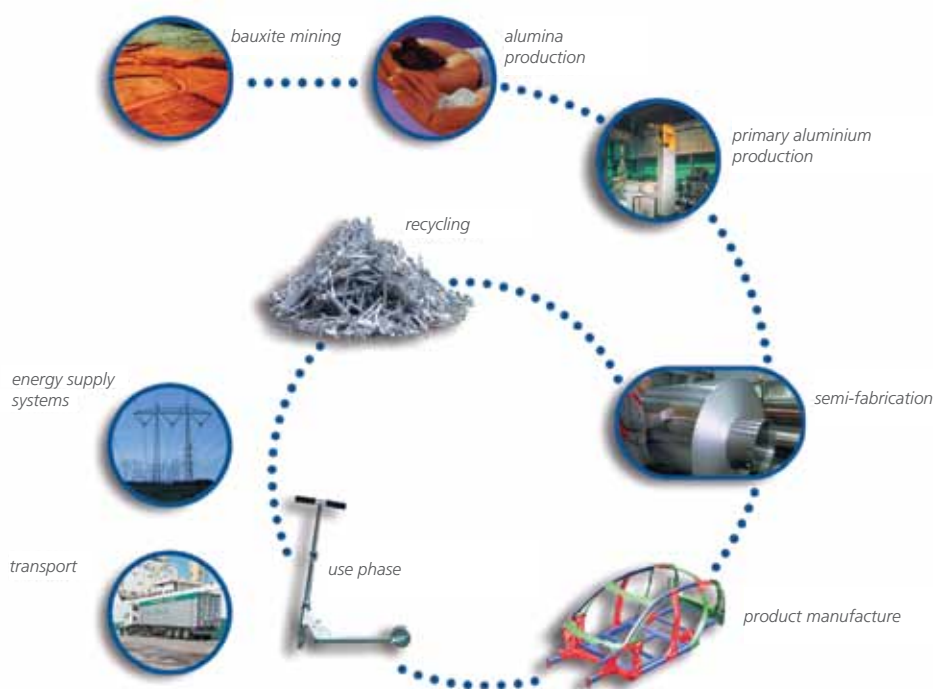 bauxite mining
alumina
production
primary aluminium
production
recycling
energy supply
systems
semi-fabrication
transport
use phase
product manufacture